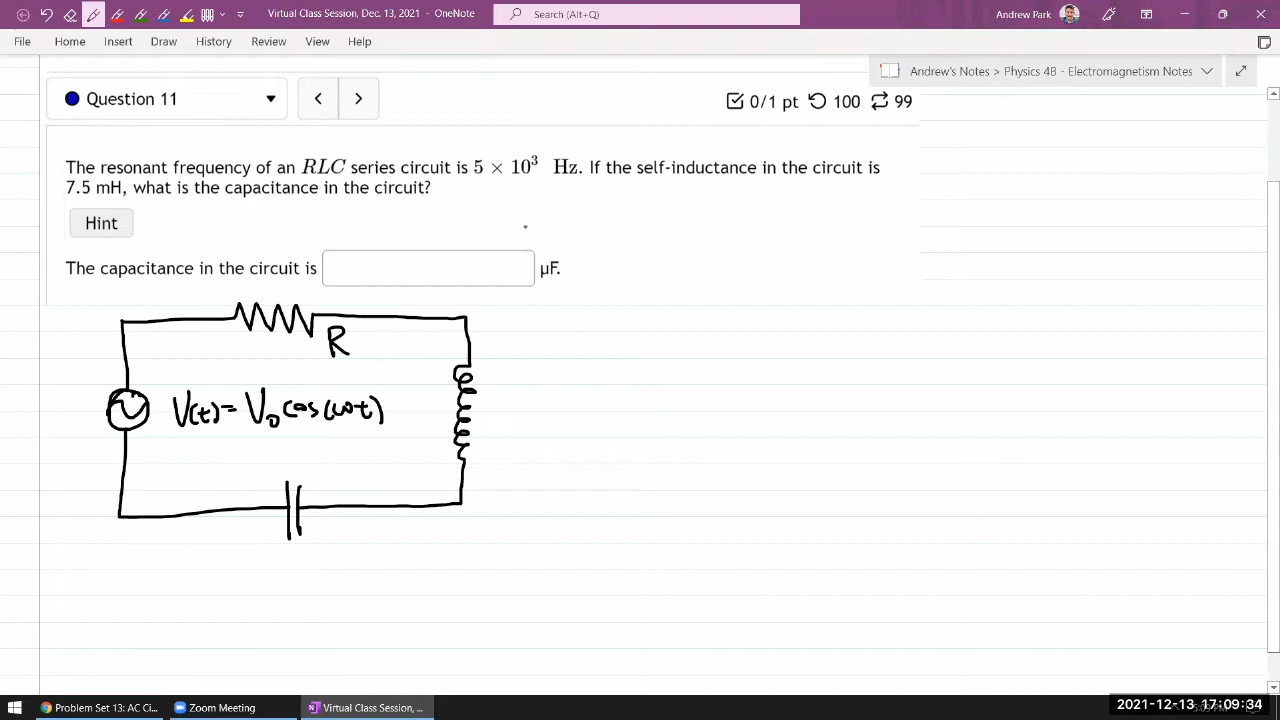 Virtual Class Session, Dec. 13, 2021 - OneNote
Search (Alt+Q)
Andrew Park
File Home Insert Draw History Review View Help
Andrew's Notes > Physics 4B - Electromagnetism Notes
Question 11
0/1 pt 100 99
The resonant frequency of an RLC series circuit is 5 × 10³ Hz. If the self-inductance in the circuit is
7.5 mH, what is the capacitance in the circuit?
Hint
The capacitance in the circuit is μF.
R
V(t)= V₀ cos(ωt)
Problem Set 13: AC Ci...
Zoom Meeting
Virtual Class Session, ...
2021-12-13 17:09:34